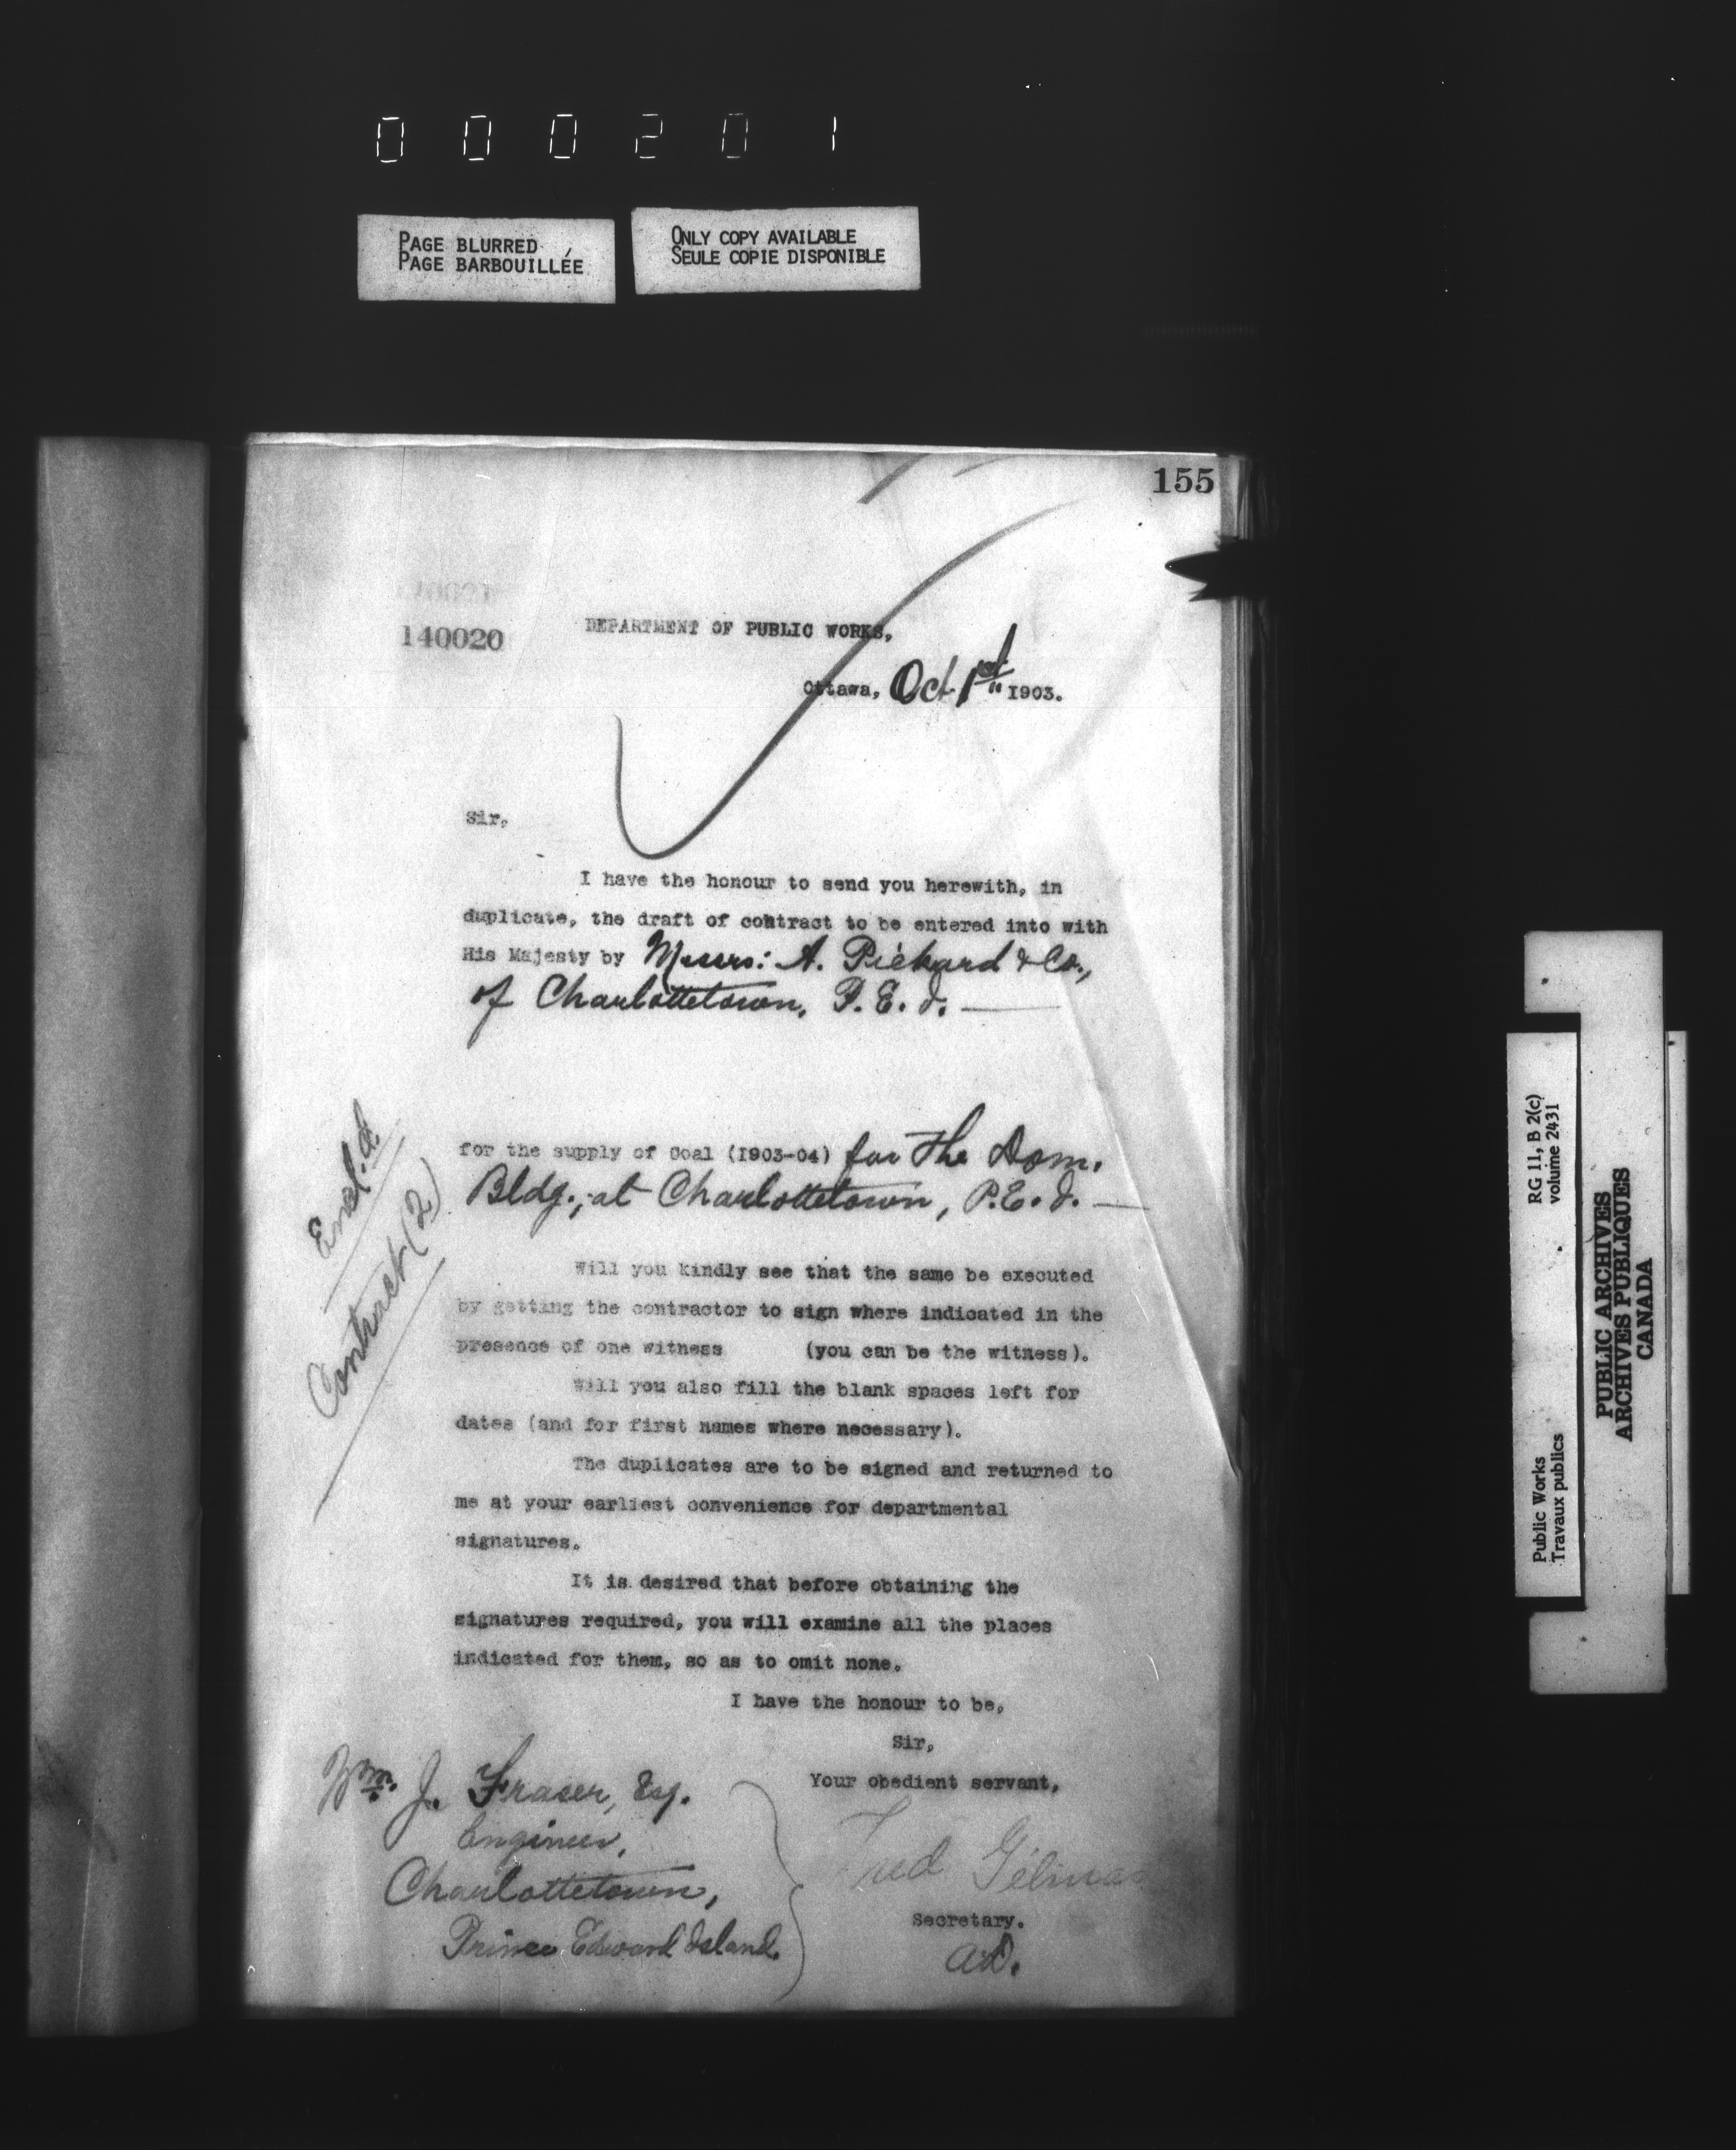 0 0 0 2 0 1
PAGE BLURRED
PAGE BARBOUILLÉE
ONLY COPY AVAILABLE
SEULE COPIE DISPONIBLE
155
140020
DEPARTMENT OF PUBLIC WORKS,
Ottawa, Oct 1st 1903.
Sir,
I have the honour to send you herewith, in
duplicate, the draft of contract to be entered into with
His Majesty by Messrs: A. Pickard & Co.,
of Charlottetown, P.E.I.
for the supply of Coal (1903-04) for the Dom.
Bldg., at Charlottetown, P.E.I.
Encl.d.
Contract (2)
Will you kindly see that the same be executed
by getting the contractor to sign where indicated in the
presence of one witness (you can be the witness).
Will you also fill the blank spaces left for
dates (and for first names where necessary).
The duplicates are to be signed and returned to
me at your earliest convenience for departmental
signatures.
It is desired that before obtaining the
signatures required, you will examine all the places
indicated for them, so as to omit none.
I have the honour to be,
Sir,
Your obedient servant,
Fred Gélinas
Secretary.
A.D.
Wm. J. Fraser, Esq.
Engineer,
Charlottetown,
Prince Edward Island.
RG 11, B 2(c)
volume 2431
Public Works
Travaux publics
PUBLIC ARCHIVES
ARCHIVES PUBLIQUES
CANADA